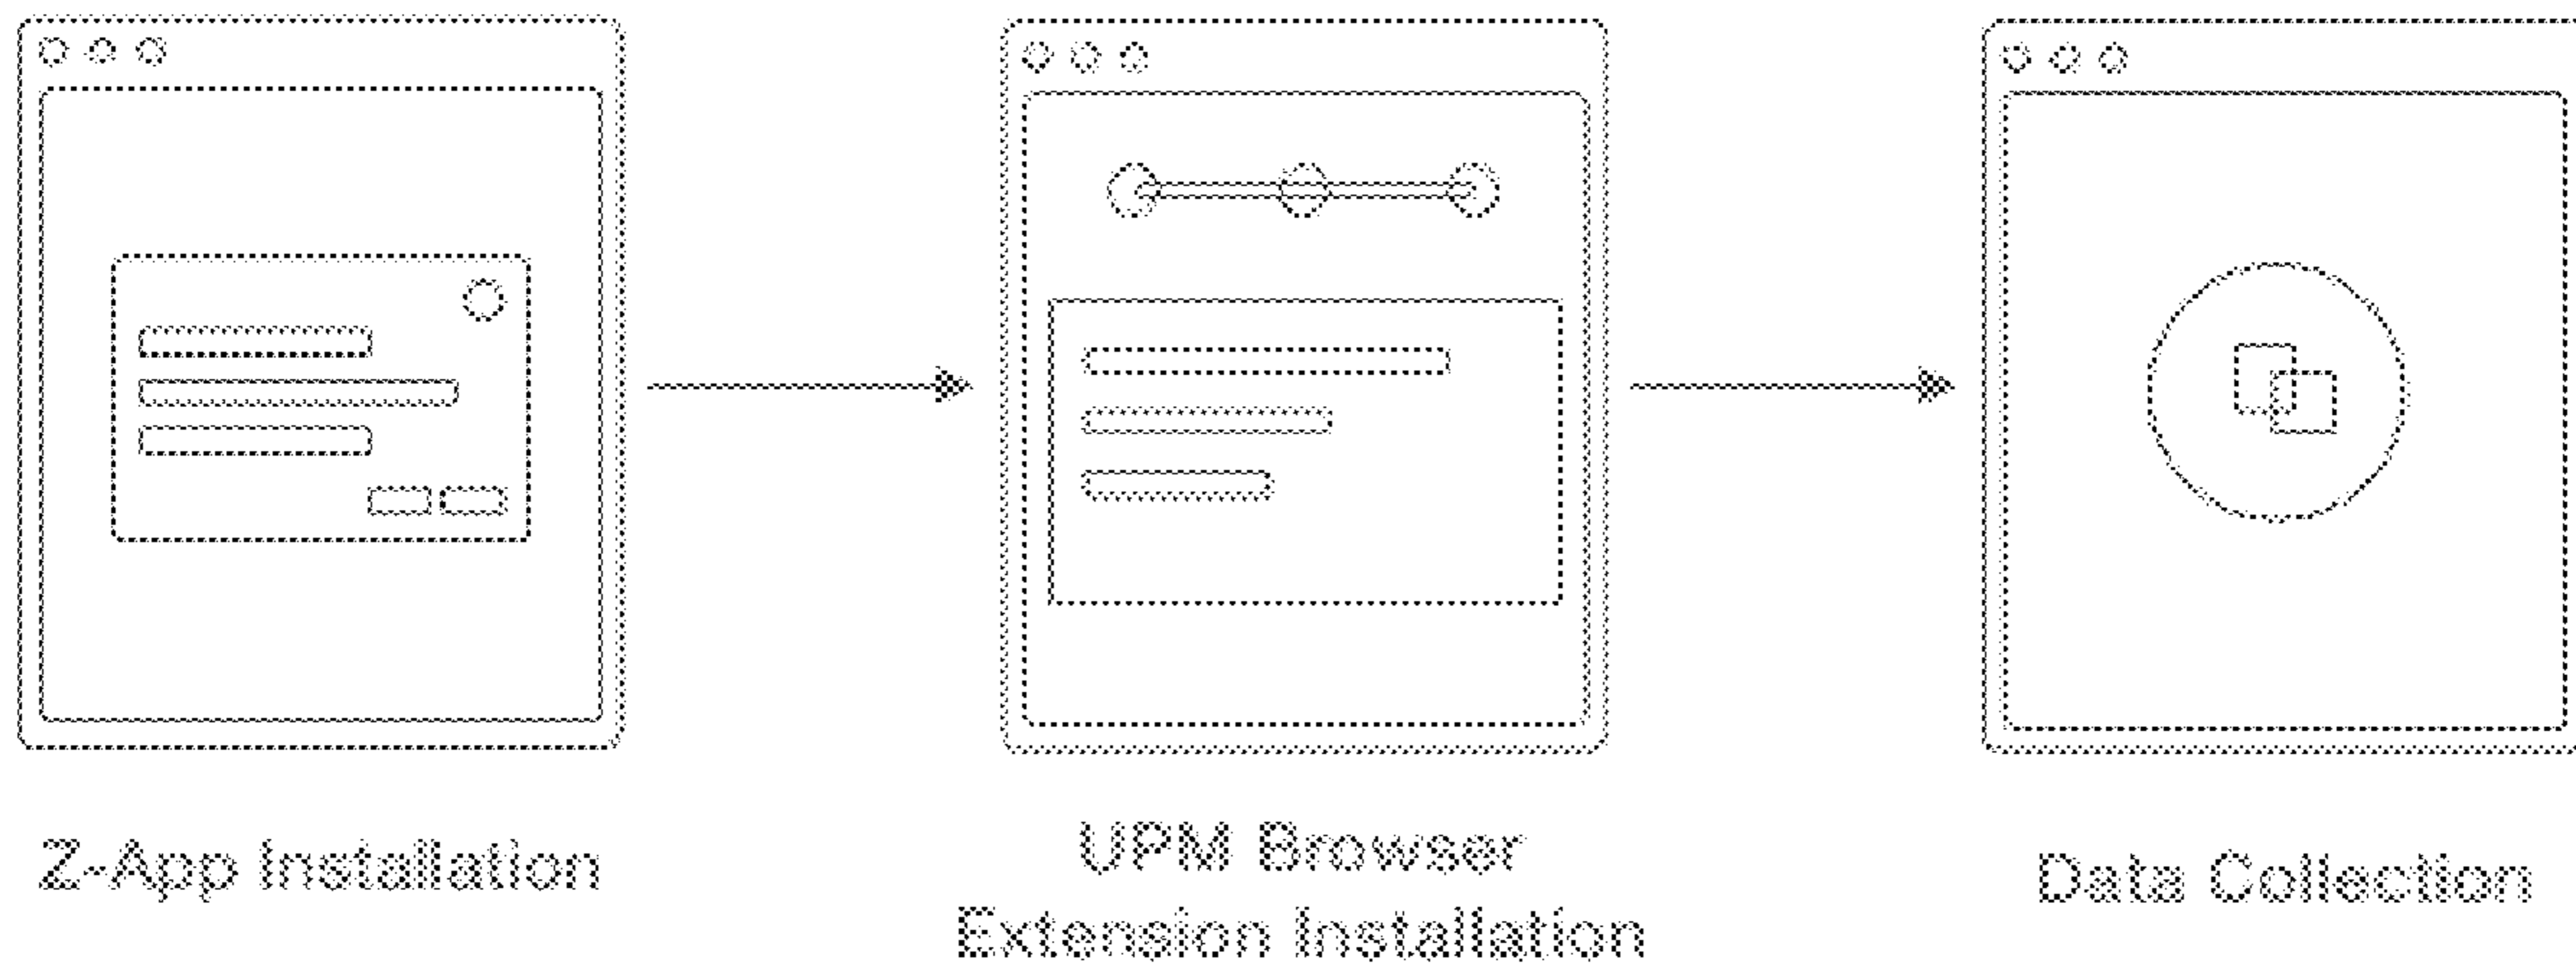 Z-App Installation
UPM Browser
Extension Installation
Data Collection